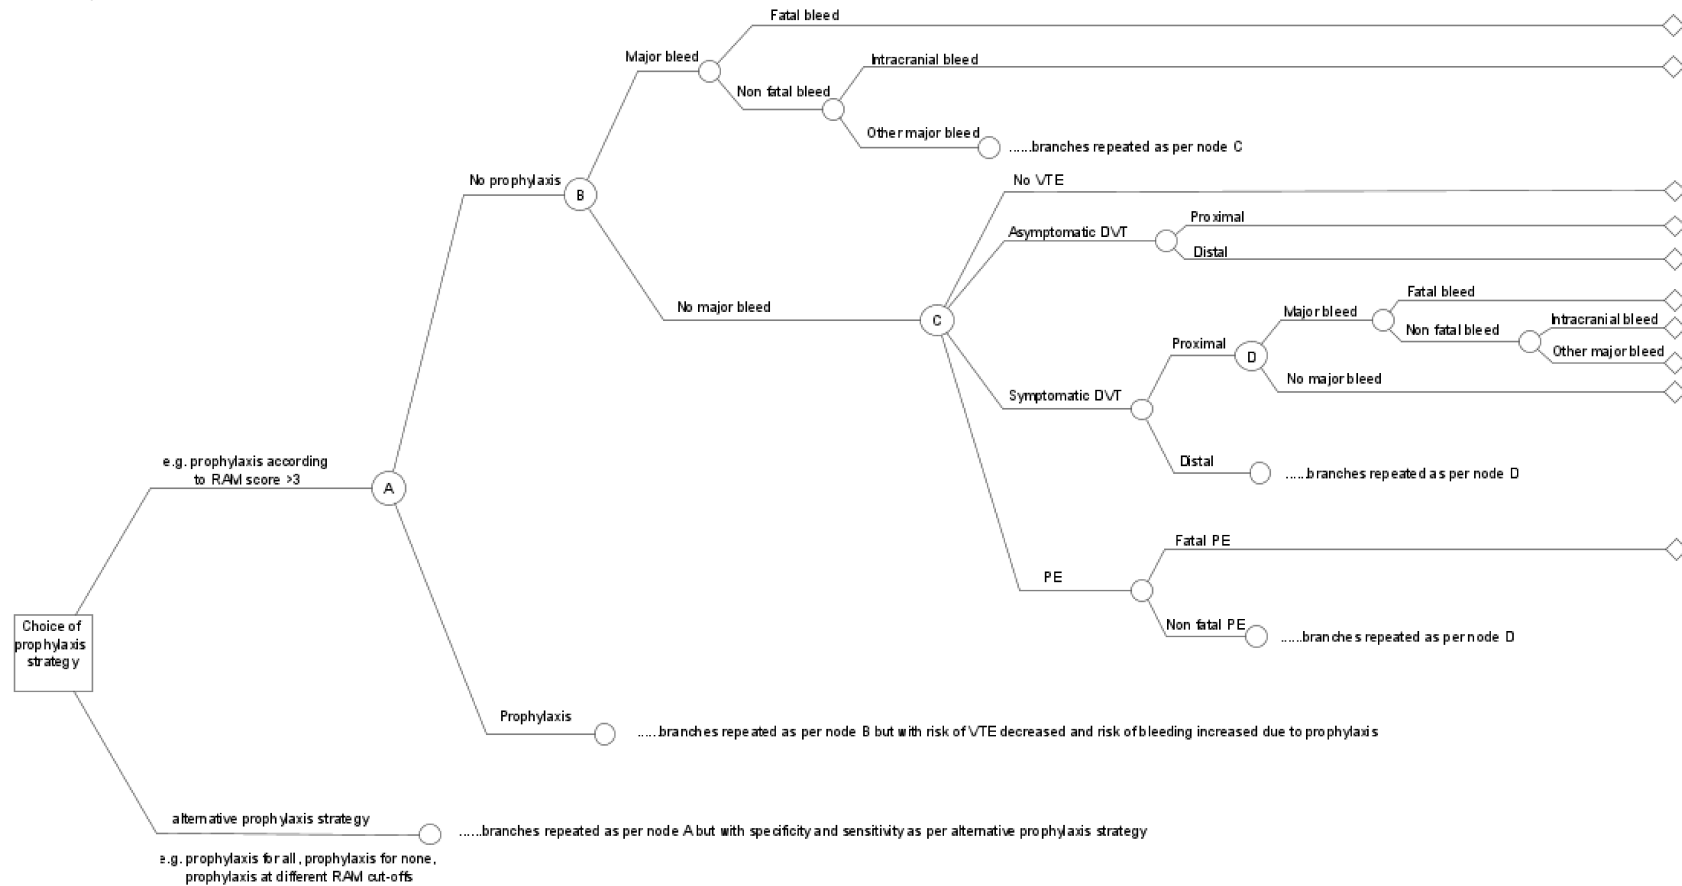 Fatal bleed
Major bleed
Intracranial bleed
Non fatal bleed
Other major bleed
......branches repeated as per node C
No prophylaxis
B
No VTE
Proximal
Asymptomatic DVT
Distal
No major bleed
C
Fatal bleed
Major bleed
Intracranial bleed
Non fatal bleed
Other major bleed
Proximal
D
No major bleed
Symptomatic DVT
Distal
......branches repeated as per node D
e.g. prophylaxis according
to RAM score >3
A
Fatal PE
PE
Non fatal PE
......branches repeated as per node D
Choice of
prophylaxis
strategy
Prophylaxis
......branches repeated as per node B but with risk of VTE decreased and risk of bleeding increased due to prophylaxis
alternative prophylaxis strategy
......branches repeated as per node A but with specificity and sensitivity as per alternative prophylaxis strategy
e.g. prophylaxis for all, prophylaxis for none,
prophylaxis at different RAM cut-offs